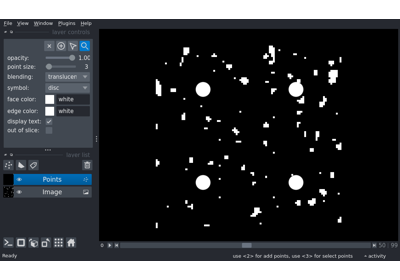 File View Window Plugins Help
layer controls
opacity: 1.00
point size: 3
blending: translucen
symbol: disc
face color: white
edge color: white
display text: ✓
out of slice:
layer list
Points
Image
0 50 99
Ready use <2> for add points, use <3> for select points activity